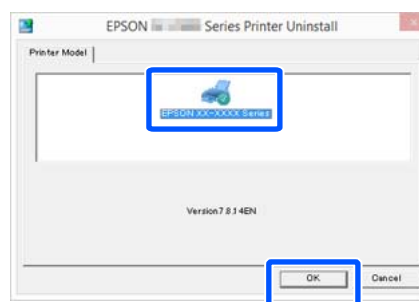 EPSON Series Printer Uninstall
Printer Model
EPSON XX-XXXX Series
Version7.8.14EN
OK Cancel